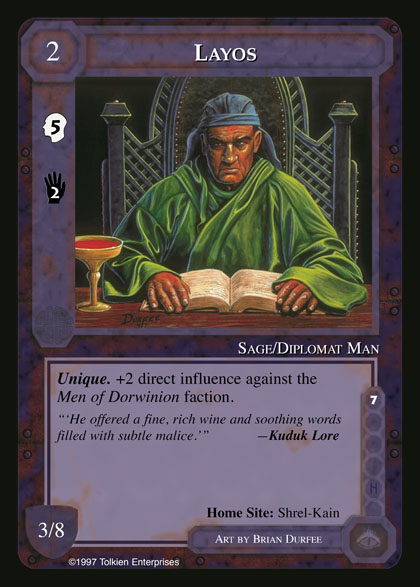 2
LAYOS
5
2
DURFEE
SAGE/DIPLOMAT MAN
Unique. +2 direct influence against the
Men of Dorwinion faction.
“‘He offered a fine, rich wine and soothing words
filled with subtle malice.’” —Kuduk Lore
7
H
Home Site: Shrel-Kain
3/8
ART BY BRIAN DURFEE
©1997 Tolkien Enterprises